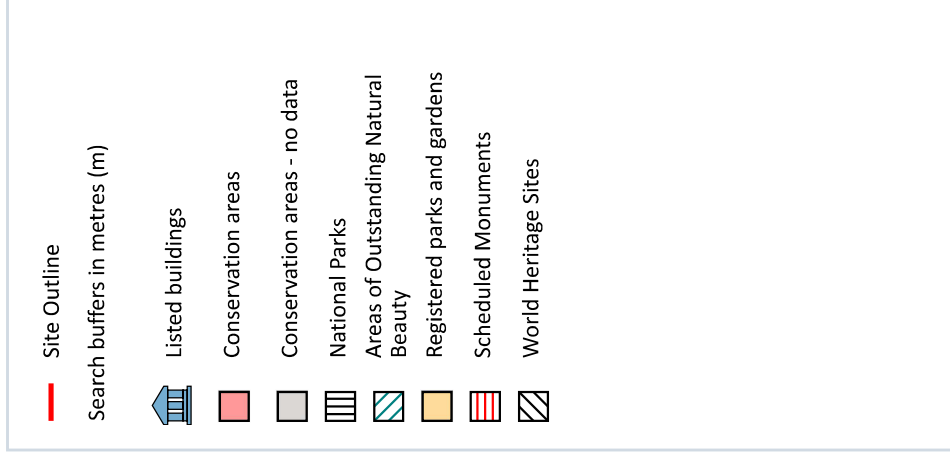 Site Outline
Search buffers in metres (m)
Listed buildings
Conservation areas
Conservation areas - no data
National Parks
Areas of Outstanding Natural
Beauty
Registered parks and gardens
Scheduled Monuments
World Heritage Sites